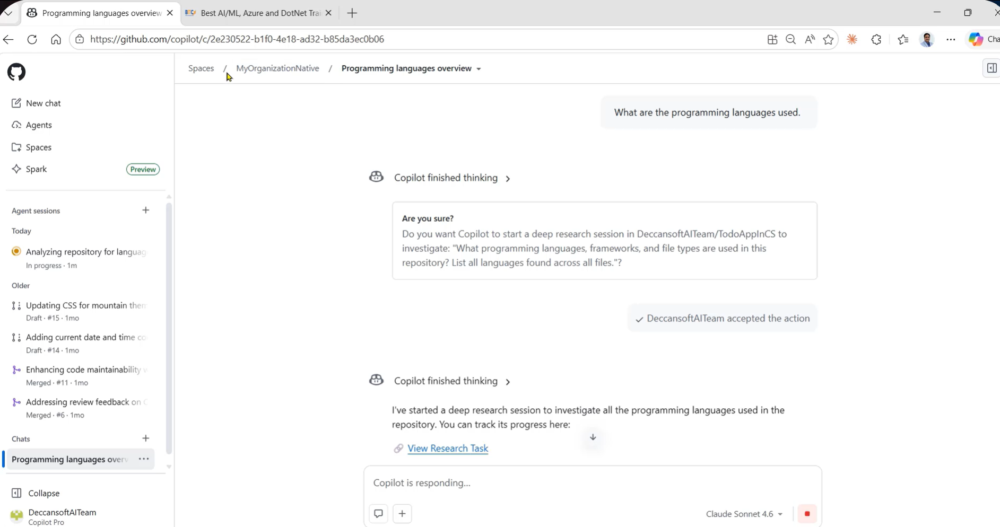 Programming languages overview
Best AI/ML, Azure and DotNet Trai
https://github.com/copilot/c/2e230522-b1f0-4e18-ad32-b85da3ec0b06
Cha
Spaces / MyOrganizationNative / Programming languages overview
New chat
Agents
Spaces
Spark Preview
Agent sessions
Today
Analyzing repository for languag
In progress · 1m
Older
Updating CSS for mountain them
Draft · #15 · 1mo
Adding current date and time co
Draft · #14 · 1mo
Enhancing code maintainability w
Merged · #11 · 1mo
Addressing review feedback on C
Merged · #6 · 1mo
Chats
Programming languages overv
Collapse
DeccansoftAITeam
Copilot Pro
What are the programming languages used.
Copilot finished thinking
Are you sure?
Do you want Copilot to start a deep research session in DeccansoftAITeam/TodoAppInCS to
investigate: "What programming languages, frameworks, and file types are used in this
repository? List all languages found across all files."?
DeccansoftAITeam accepted the action
Copilot finished thinking
I've started a deep research session to investigate all the programming languages used in the
repository. You can track its progress here:
View Research Task
Copilot is responding...
Claude Sonnet 4.6